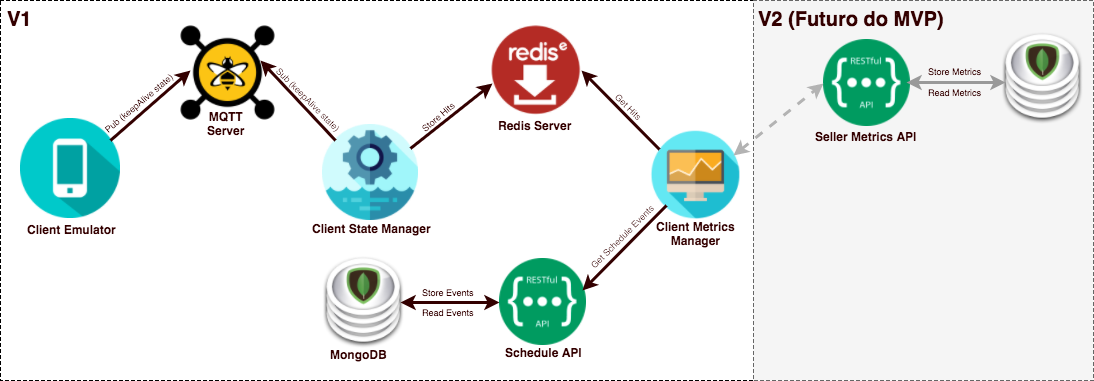 V1
V2 (Futuro do MVP)
Pub (keepAlive state)
MQTT
Server
Sub (keepAlive state)
Client Emulator
Client State Manager
Store Hits
redis e
Redis Server
Get Hits
Client Metrics
Manager
Get Schedule Events
RESTful
{•••}
API
Schedule API
Store Events
Read Events
MongoDB
RESTful
{•••}
API
Seller Metrics API
Store Metrics
Read Metrics